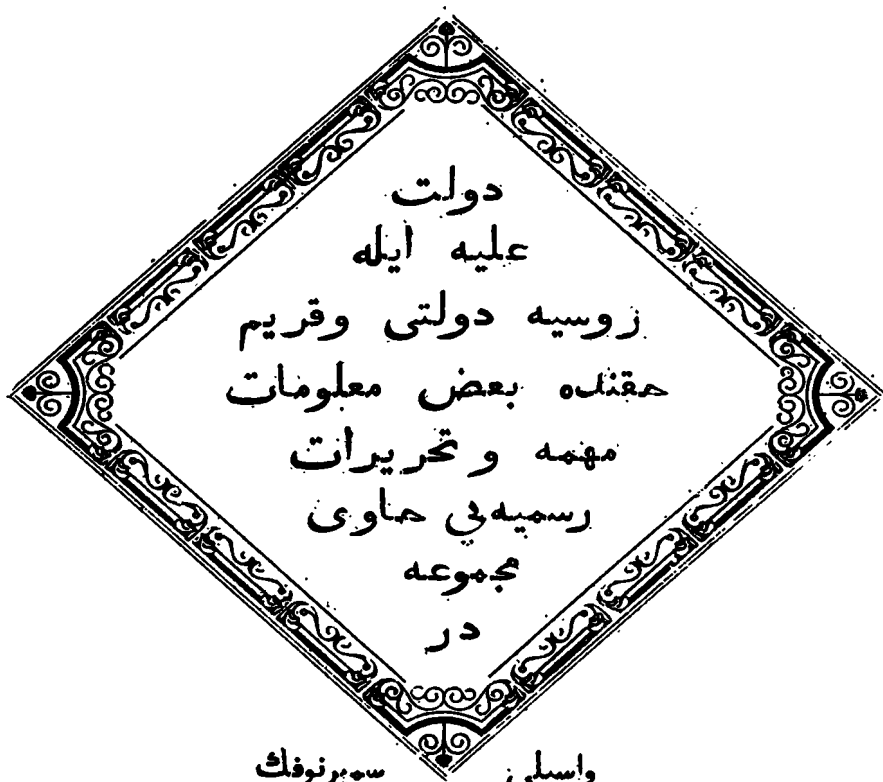 دولت
علیه ایله
روسیه دولتی وقریم
حقنده بعض معلومات
مهمه و تحریرات
رسمیه‌یی حاوی
مجموعه
در
واسیلی سمیرنوفك